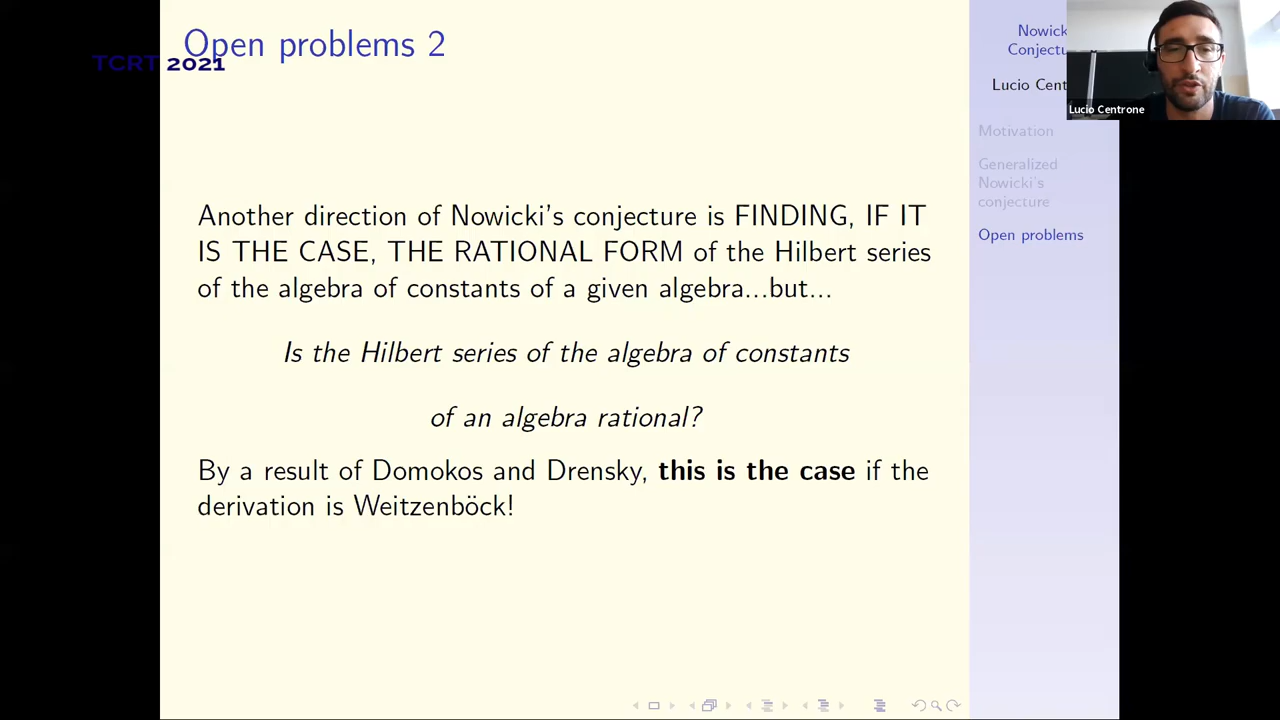 Open problems 2
TCRT 2021
Another direction of Nowicki's conjecture is FINDING, IF IT
IS THE CASE, THE RATIONAL FORM of the Hilbert series
of the algebra of constants of a given algebra...but...
Is the Hilbert series of the algebra of constants
of an algebra rational?
By a result of Domokos and Drensky, this is the case if the
derivation is Weitzenböck!
Nowick
Conjectu
Lucio Cent
Motivation
Generalized
Nowicki's
conjecture
Open problems
Lucio Centrone